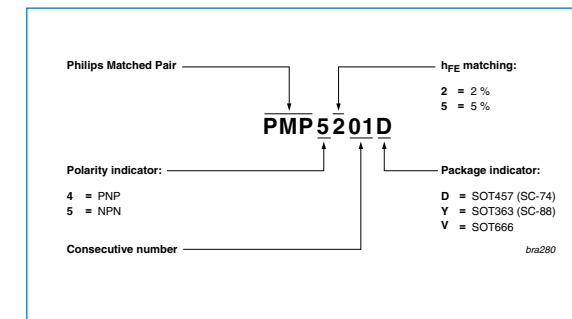 Philips Matched Pair
hFE matching:
2 = 2 %
5 = 5 %
PMP5201D
Polarity indicator:
4 = PNP
5 = NPN
Package indicator:
D = SOT457 (SC-74)
Y = SOT363 (SC-88)
V = SOT666
Consecutive number
bra280